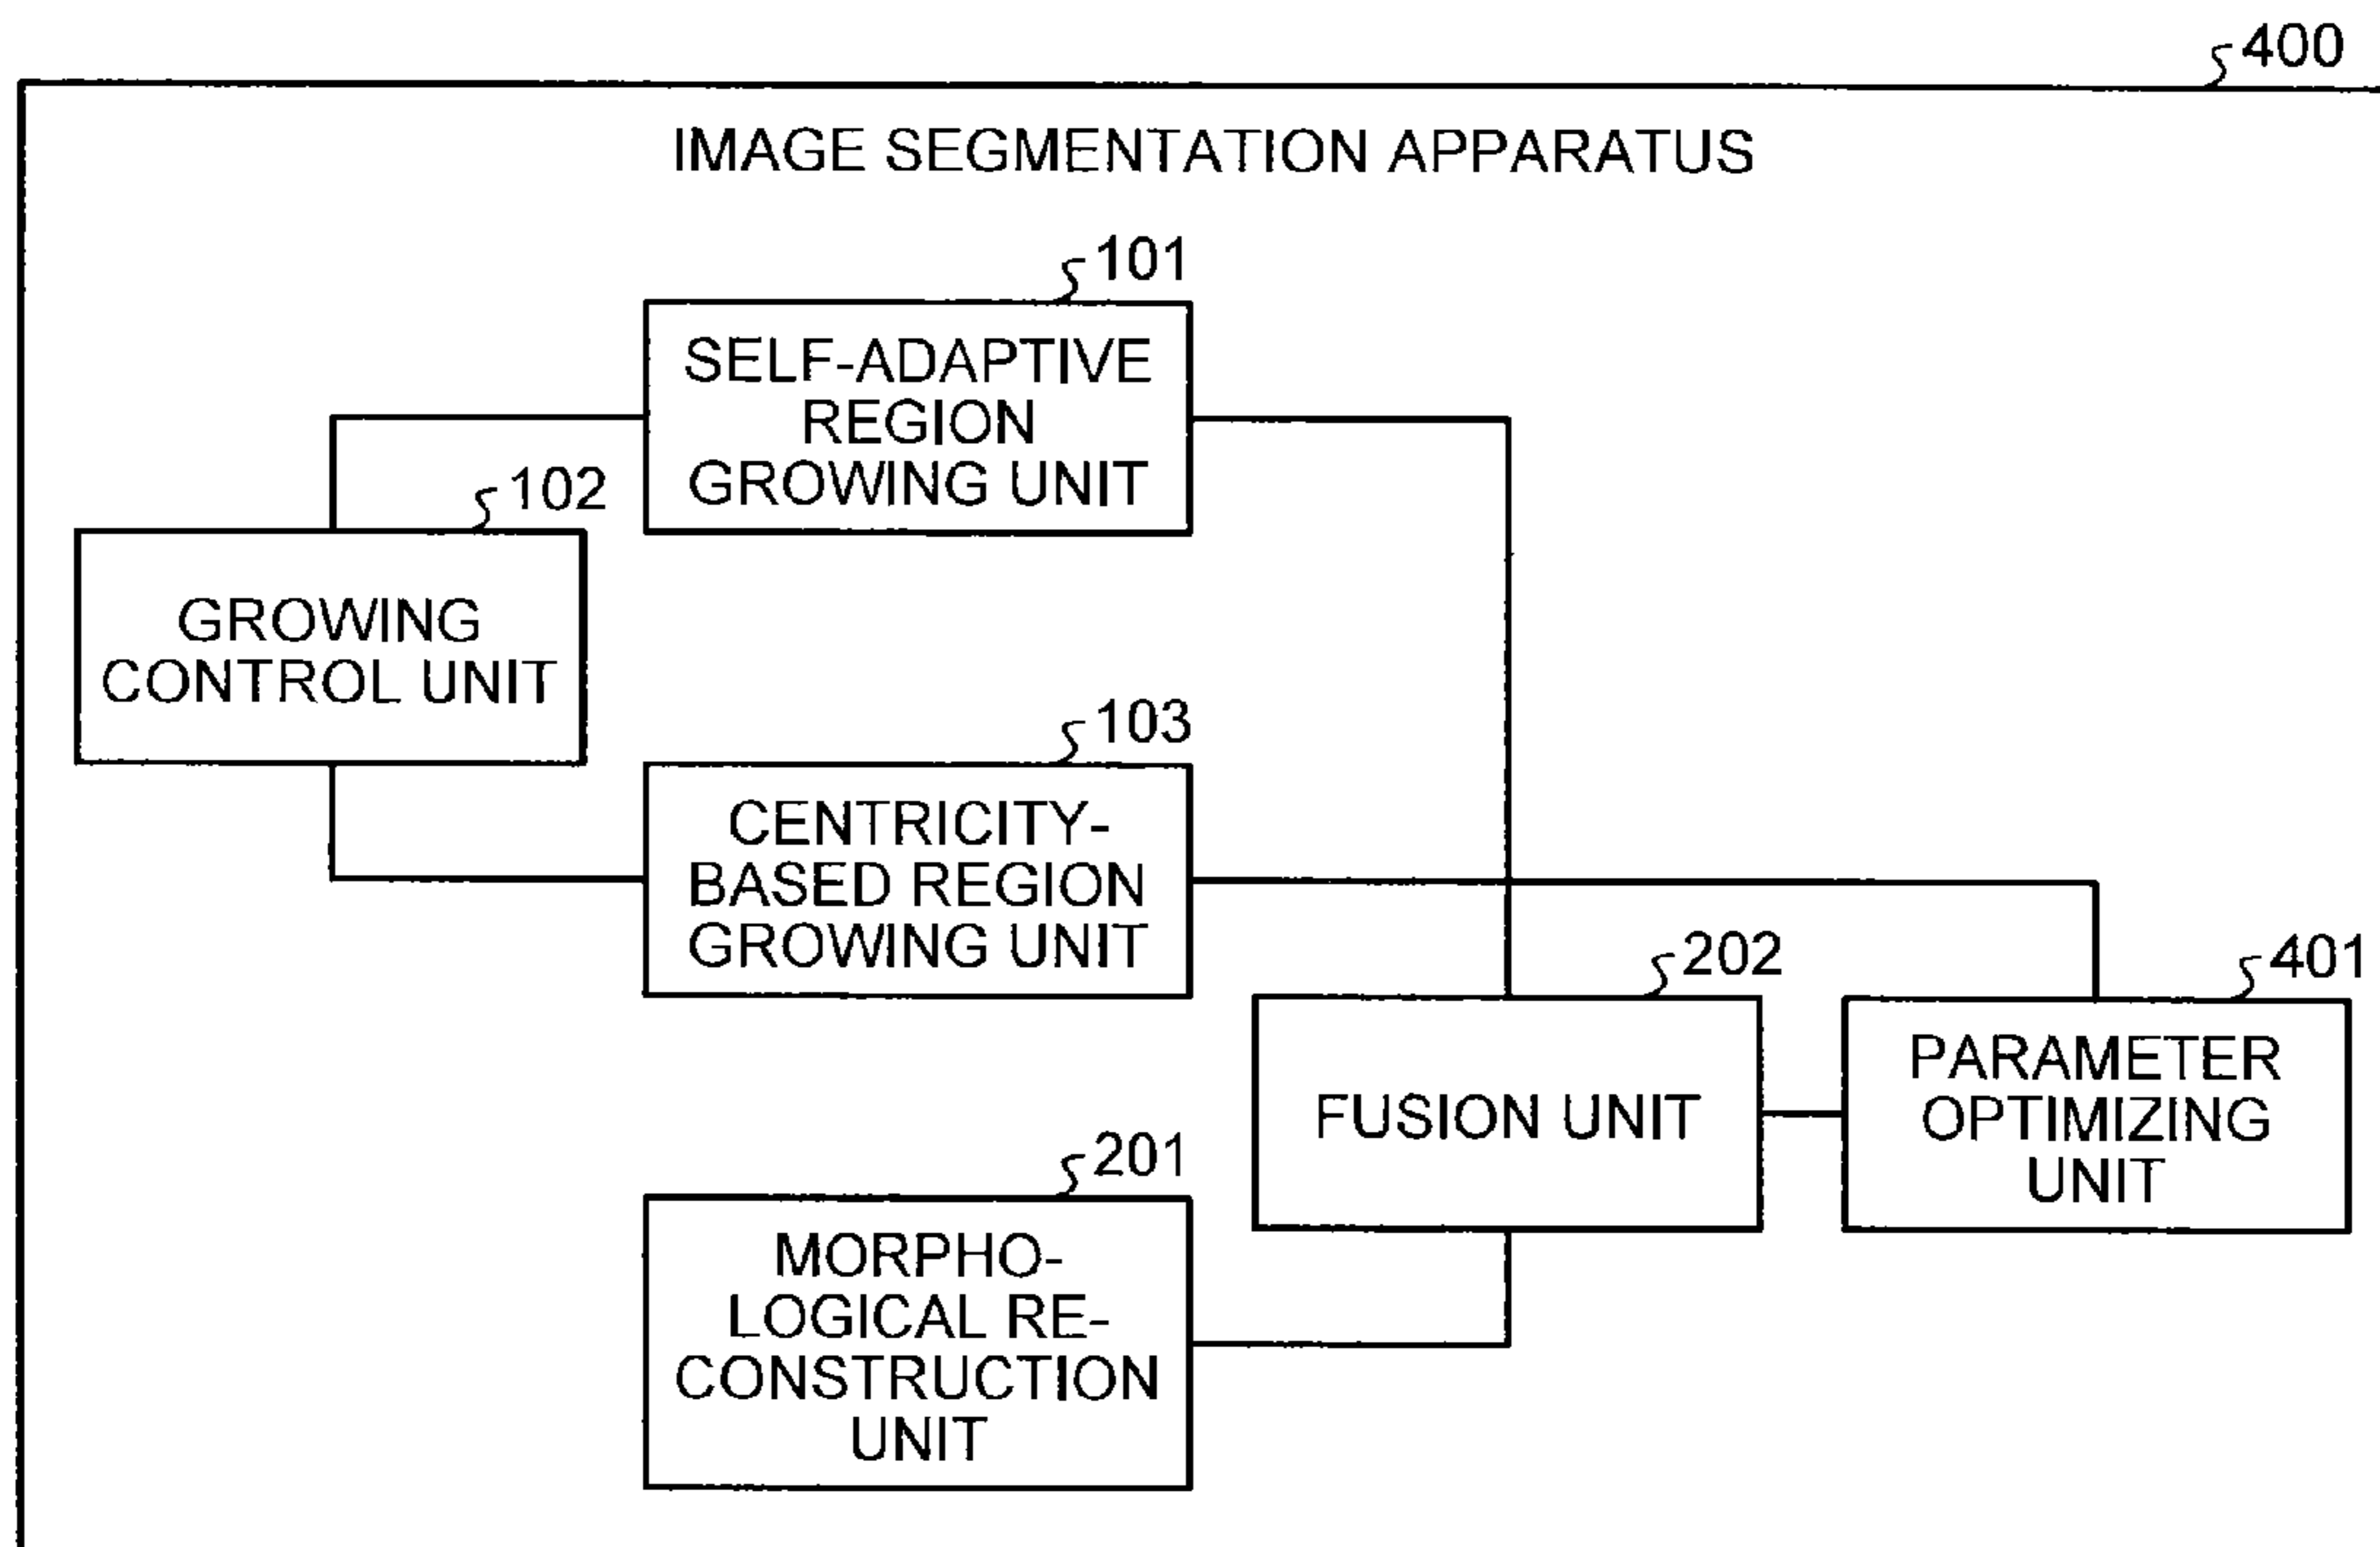 400
IMAGE SEGMENTATION APPARATUS
101
SELF-ADAPTIVE
REGION
GROWING UNIT
102
GROWING
CONTROL UNIT
103
CENTRICITY-
BASED REGION
GROWING UNIT
202
FUSION UNIT
401
PARAMETER
OPTIMIZING
UNIT
201
MORPHO-
LOGICAL RE-
CONSTRUCTION
UNIT